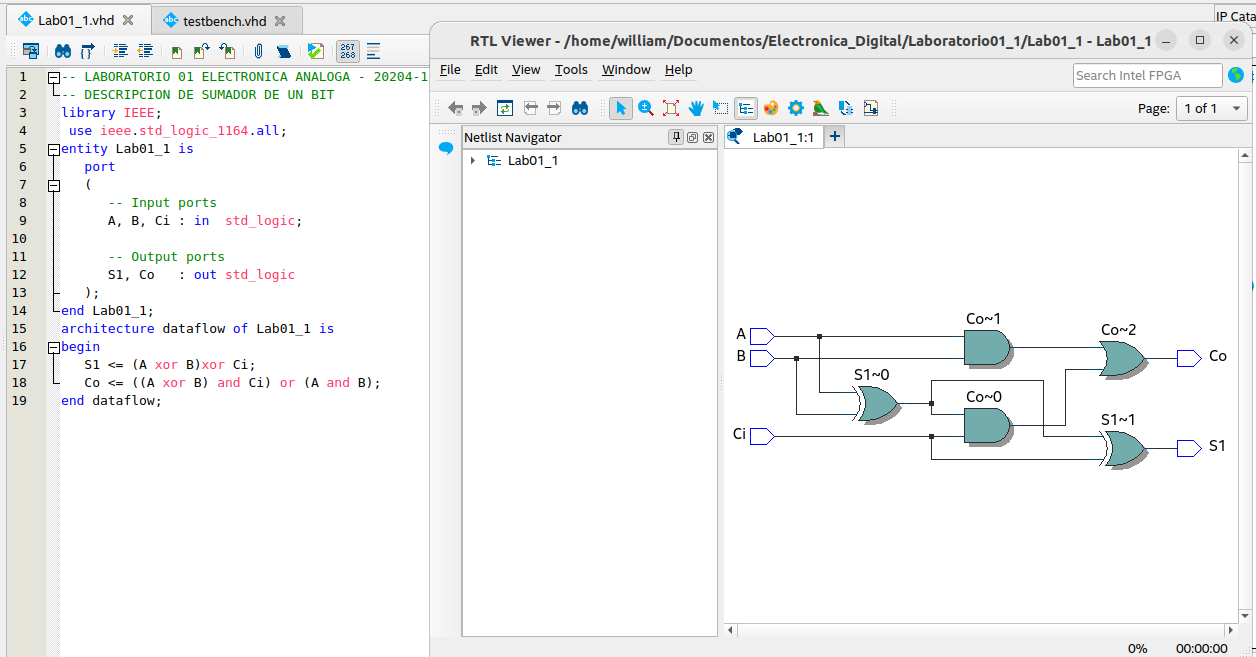 Lab01_1.vhd
testbench.vhd
IP Cata
RTL Viewer - /home/william/Documentos/Electronica_Digital/Laboratorio01_1/Lab01_1 - Lab01_1
File Edit View Tools Window Help
Search Intel FPGA
Page: 1 of 1
267
268
Netlist Navigator
Lab01_1
Lab01_1:1
1 -- LABORATORIO 01 ELECTRONICA ANALOGA - 20204-1
2 -- DESCRIPCION DE SUMADOR DE UN BIT
3 library IEEE;
4 use ieee.std_logic_1164.all;
5 entity Lab01_1 is
6 port
7 (
8 -- Input ports
9 A, B, Ci : in std_logic;
10
11 -- Output ports
12 S1, Co : out std_logic
13 );
14 end Lab01_1;
15 architecture dataflow of Lab01_1 is
16 begin
17 S1 <= (A xor B)xor Ci;
18 Co <= ((A xor B) and Ci) or (A and B);
19 end dataflow;
Co~1
Co~2
A
B
Co
S1~0
Co~0
S1~1
Ci
S1
0% 00:00:00